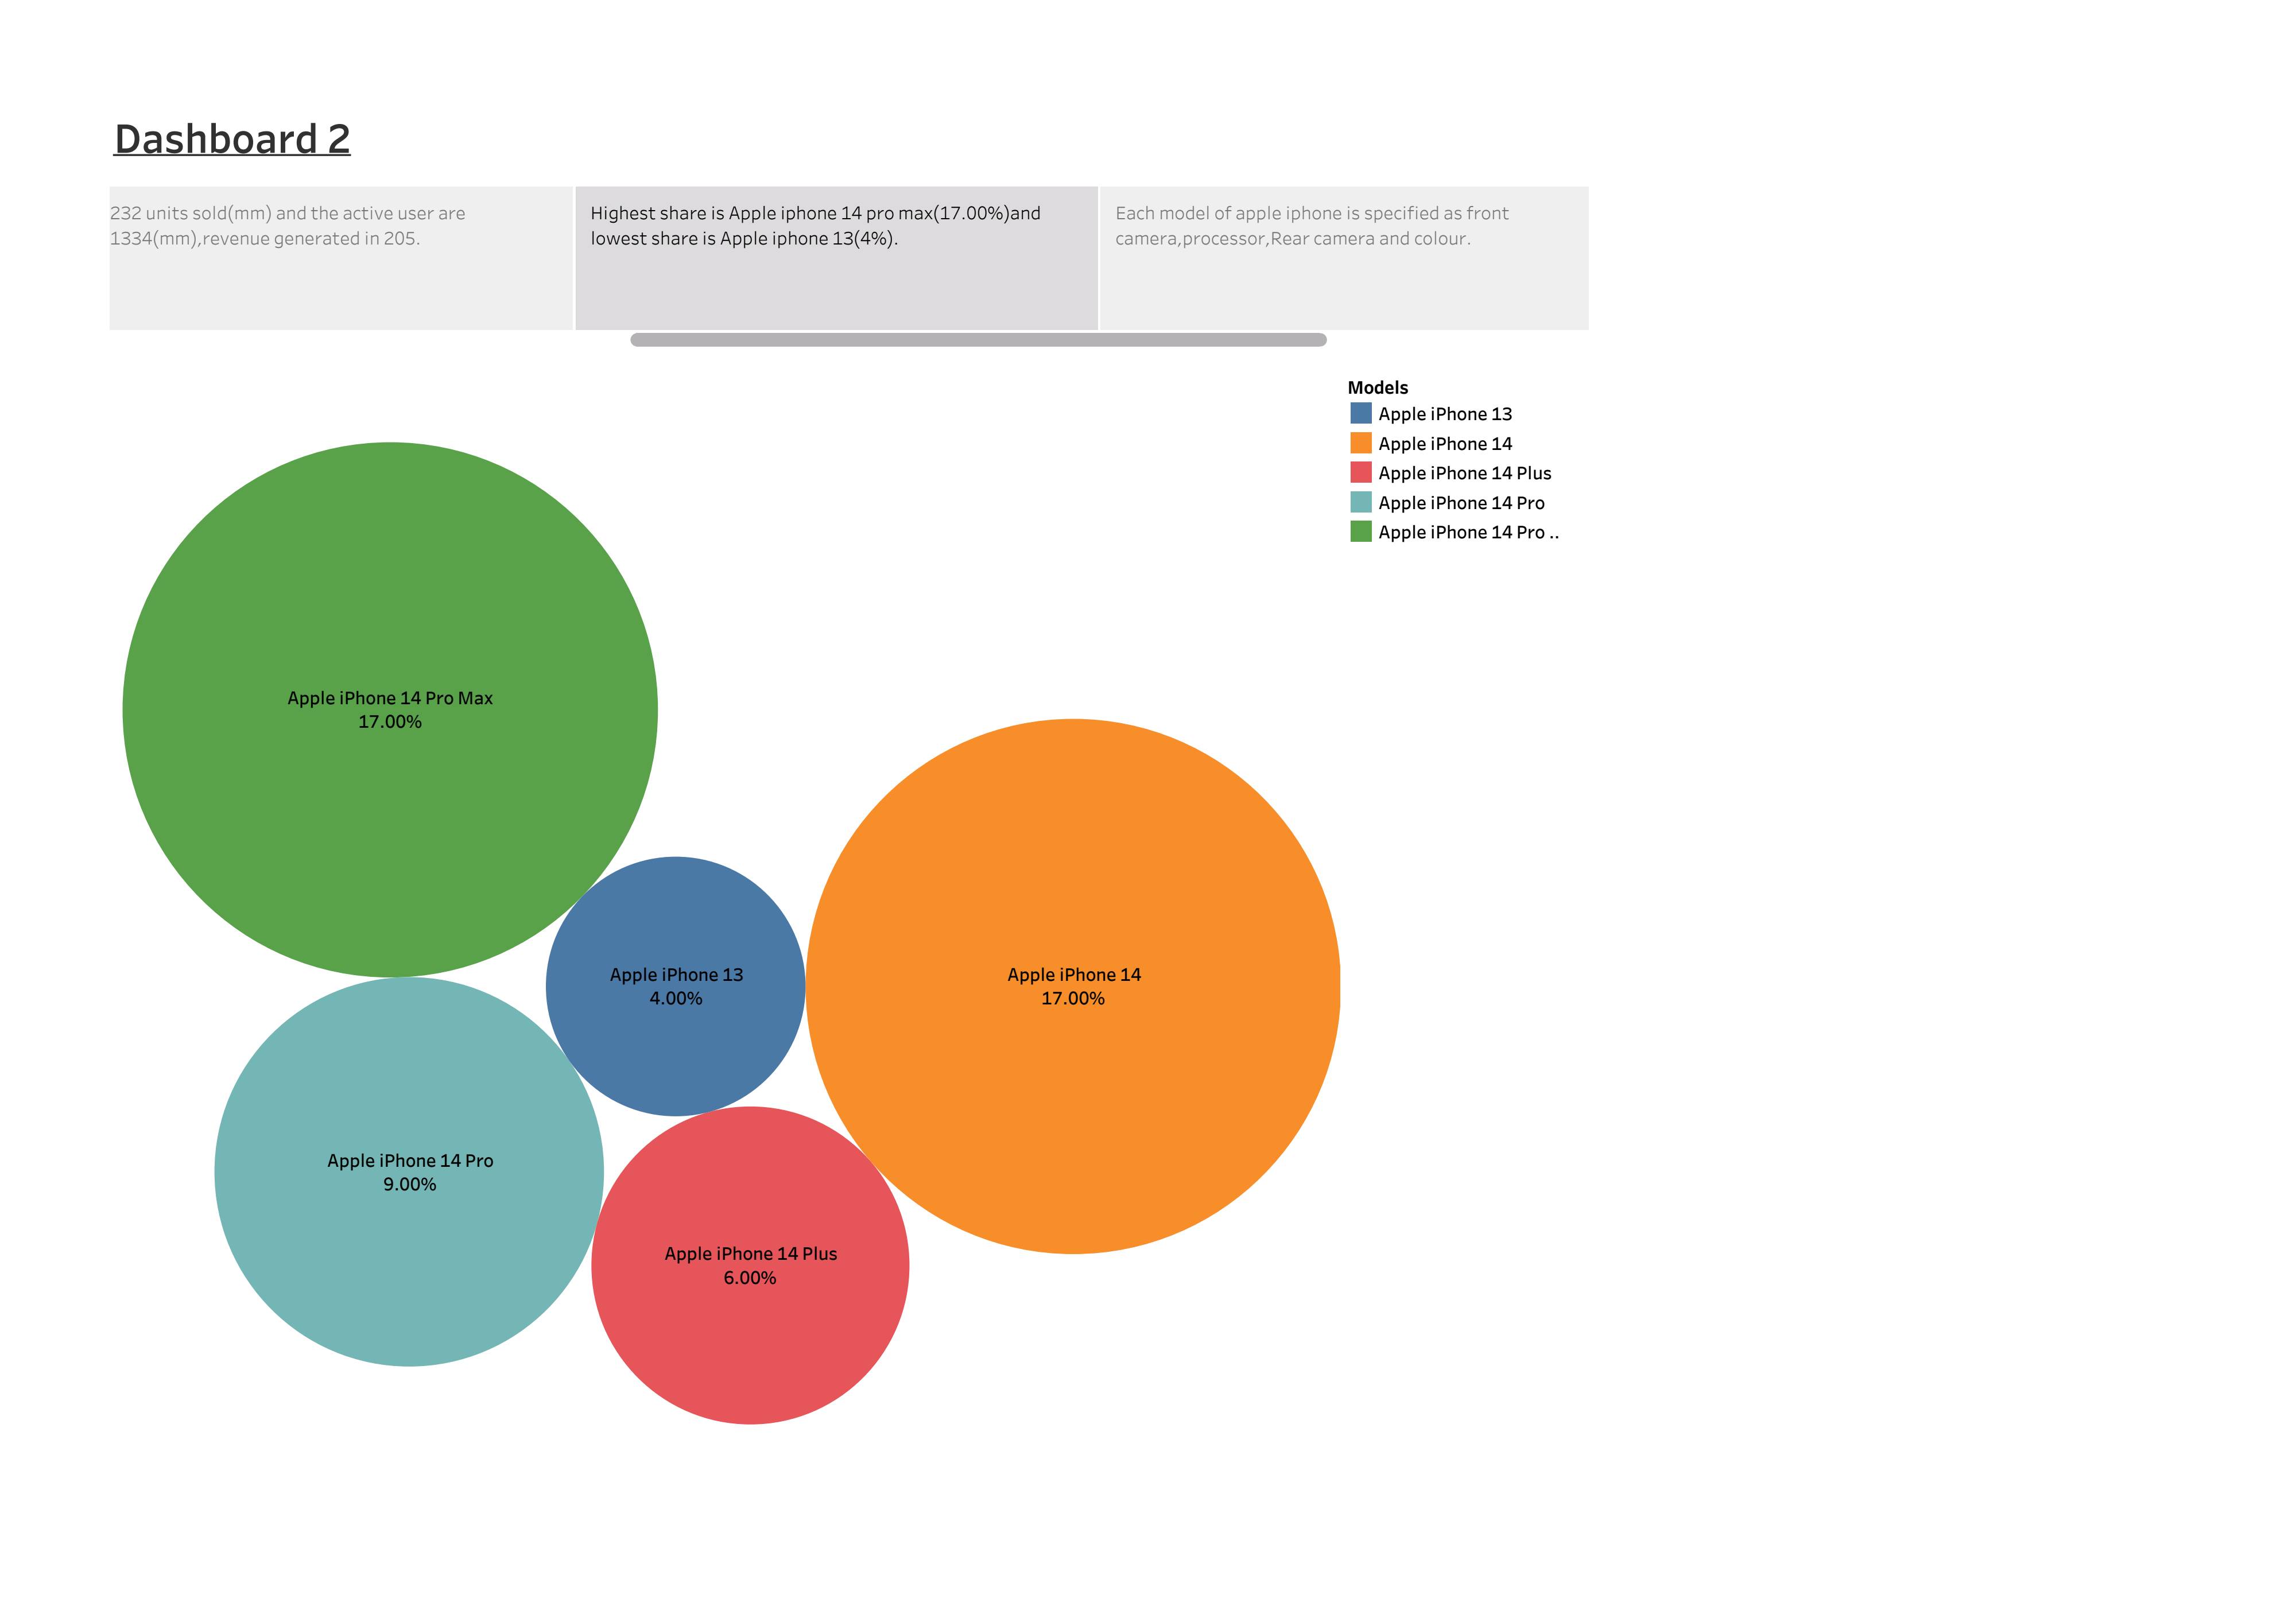 Dashboard 2
232 units sold(mm) and the active user are
1334(mm),revenue generated in 205.
Highest share is Apple iphone 14 pro max(17.00%)and
lowest share is Apple iphone 13(4%).
Each model of apple iphone is specified as front
camera,processor,Rear camera and colour.
Models
Apple iPhone 13
Apple iPhone 14
Apple iPhone 14 Plus
Apple iPhone 14 Pro
Apple iPhone 14 Pro ..
Apple iPhone 14 Pro Max
17.00%
Apple iPhone 13
4.00%
Apple iPhone 14
17.00%
Apple iPhone 14 Pro
9.00%
Apple iPhone 14 Plus
6.00%